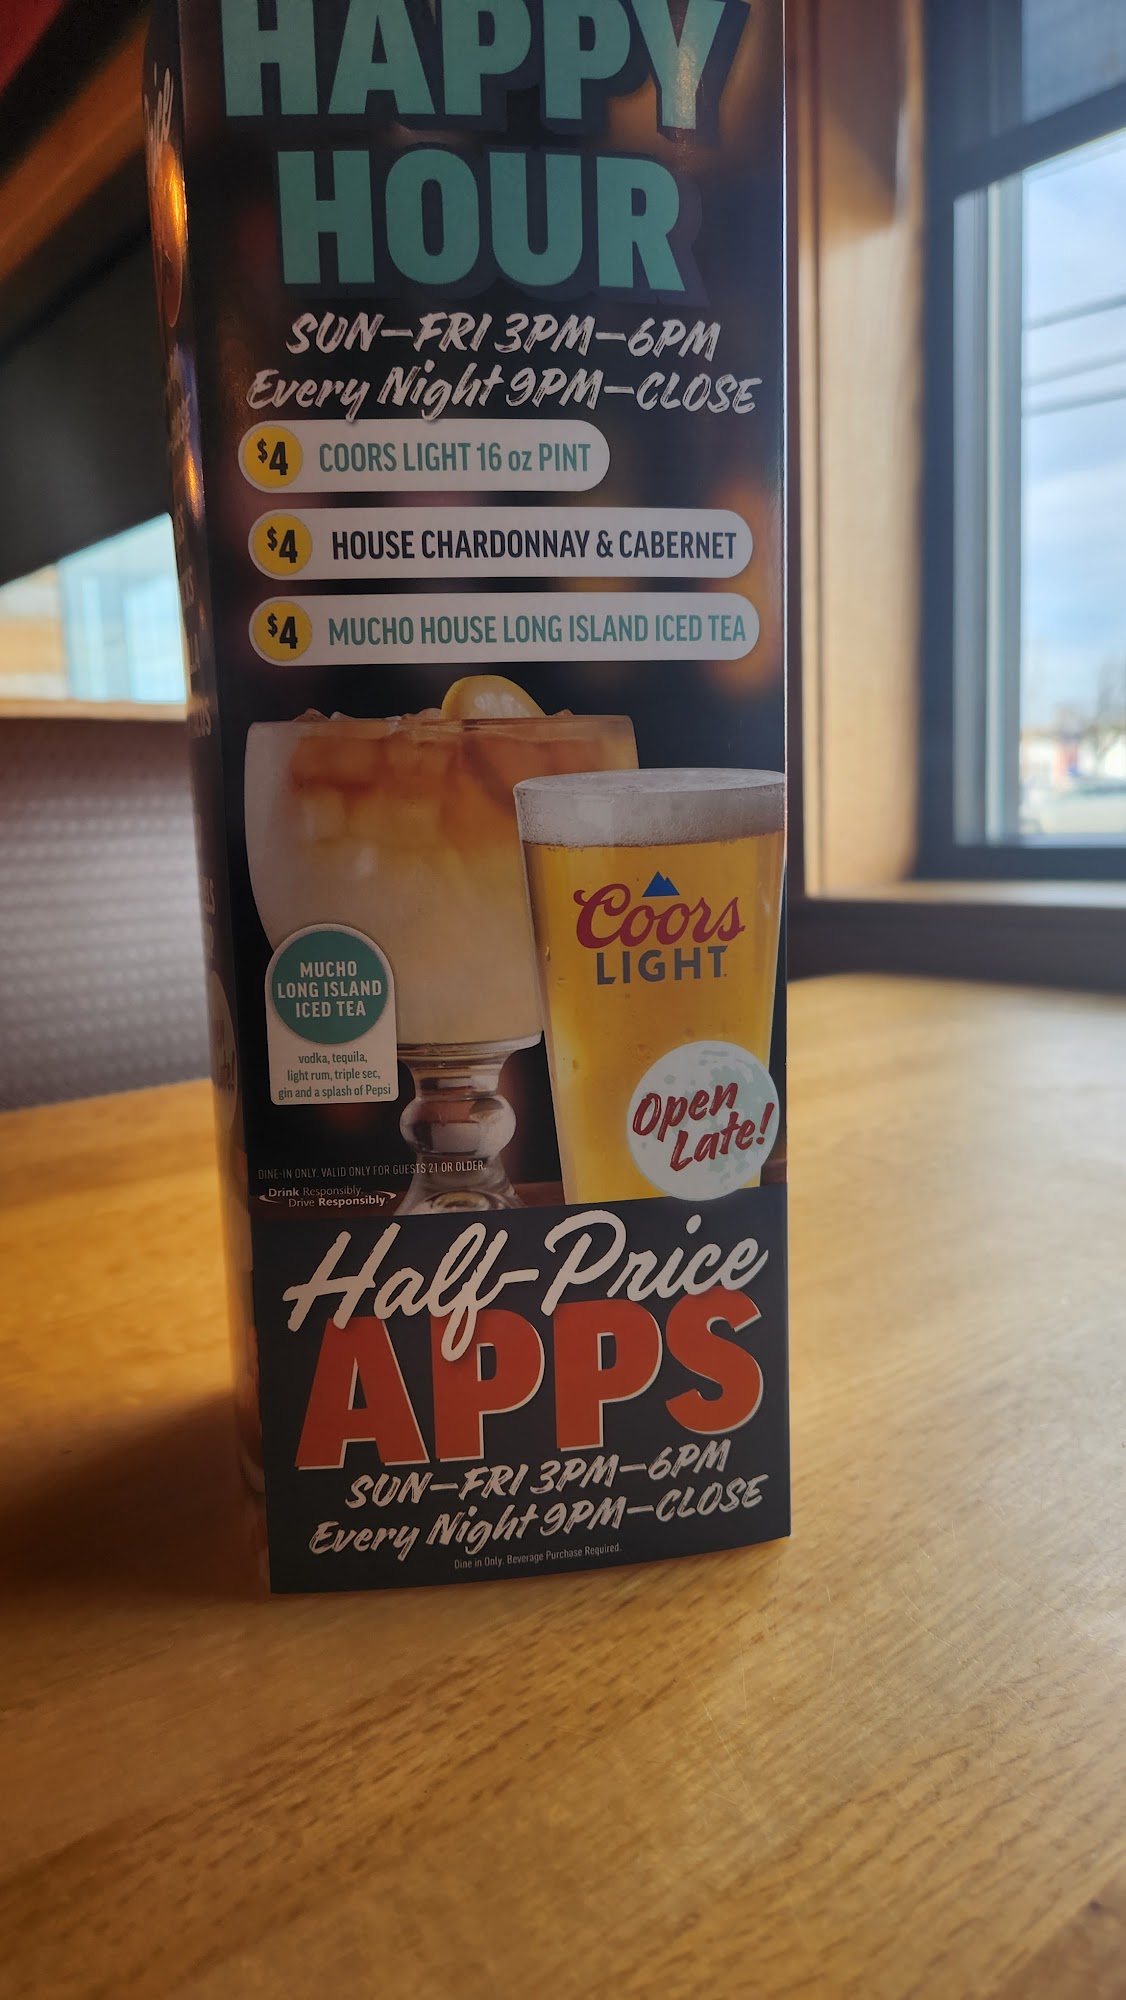 HAPPY
HOUR
SUN–FRI 3PM–6PM
Every Night 9PM–CLOSE
$4 COORS LIGHT 16 oz PINT
$4 HOUSE CHARDONNAY & CABERNET
$4 MUCHO HOUSE LONG ISLAND ICED TEA
Coors
LIGHT
MUCHO
LONG ISLAND
ICED TEA
vodka, tequila,
light rum, triple sec,
gin and a splash of Pepsi
Open
Late!
DINE-IN ONLY. VALID ONLY FOR GUESTS 21 OR OLDER.
Drink Responsibly.
Drive Responsibly.
Half-Price
APPS
SUN–FRI 3PM–6PM
Every Night 9PM–CLOSE
Dine in Only. Beverage Purchase Required.